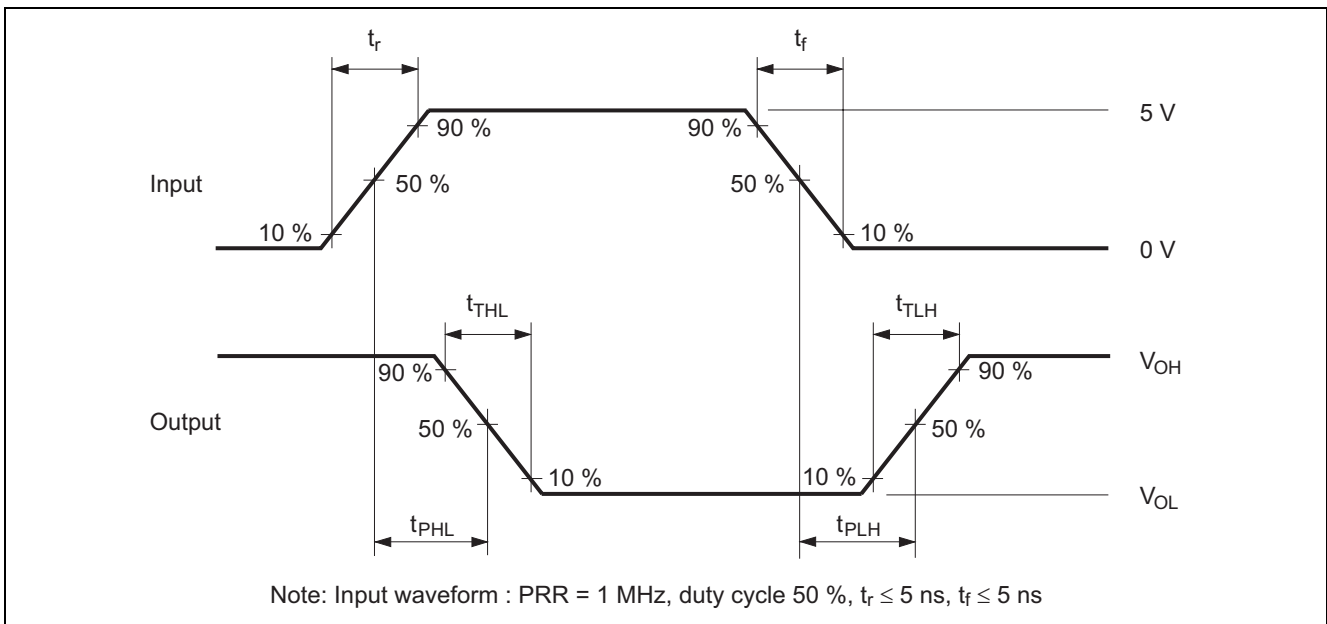 tr
tf
5 V
90 %
90 %
Input
50 %
50 %
10 %
10 %
0 V
tTHL
tTLH
VOH
90 %
90 %
Output
50 %
50 %
10 %
10 %
VOL
tPHL
tPLH
Note: Input waveform : PRR = 1 MHz, duty cycle 50 %, tr ≤ 5 ns, tf ≤ 5 ns